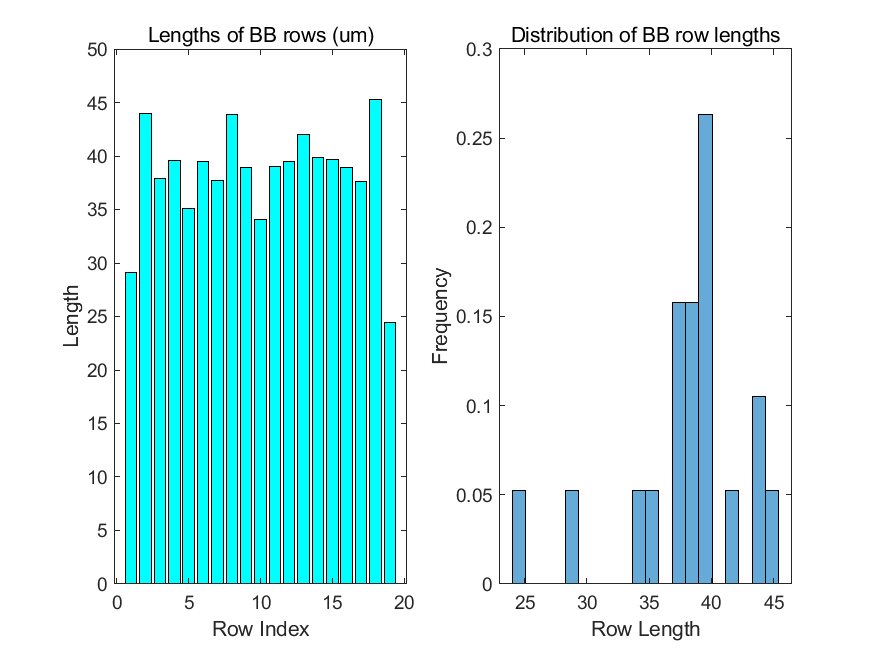 Lengths of BB rows (um)
50
45
40
35
30
25
20
15
10
5
0
Length
0 5 10 15 20
Row Index
Distribution of BB row lengths
0.3
0.25
0.2
0.15
0.1
0.05
0
Frequency
25 30 35 40 45
Row Length